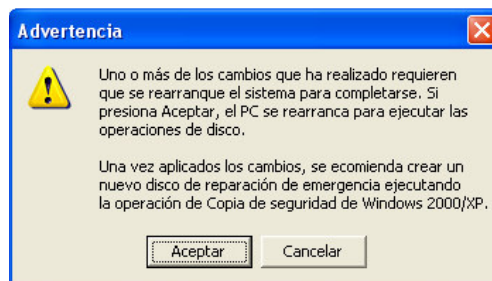 Advertencia
Uno o más de los cambios que ha realizado requieren
que se rearranque el sistema para completarse. Si
presiona Aceptar, el PC se rearranca para ejecutar las
operaciones de disco.
Una vez aplicados los cambios, se ecomienda crear un
nuevo disco de reparación de emergencia ejecutando
la operación de Copia de seguridad de Windows 2000/XP.
Aceptar
Cancelar